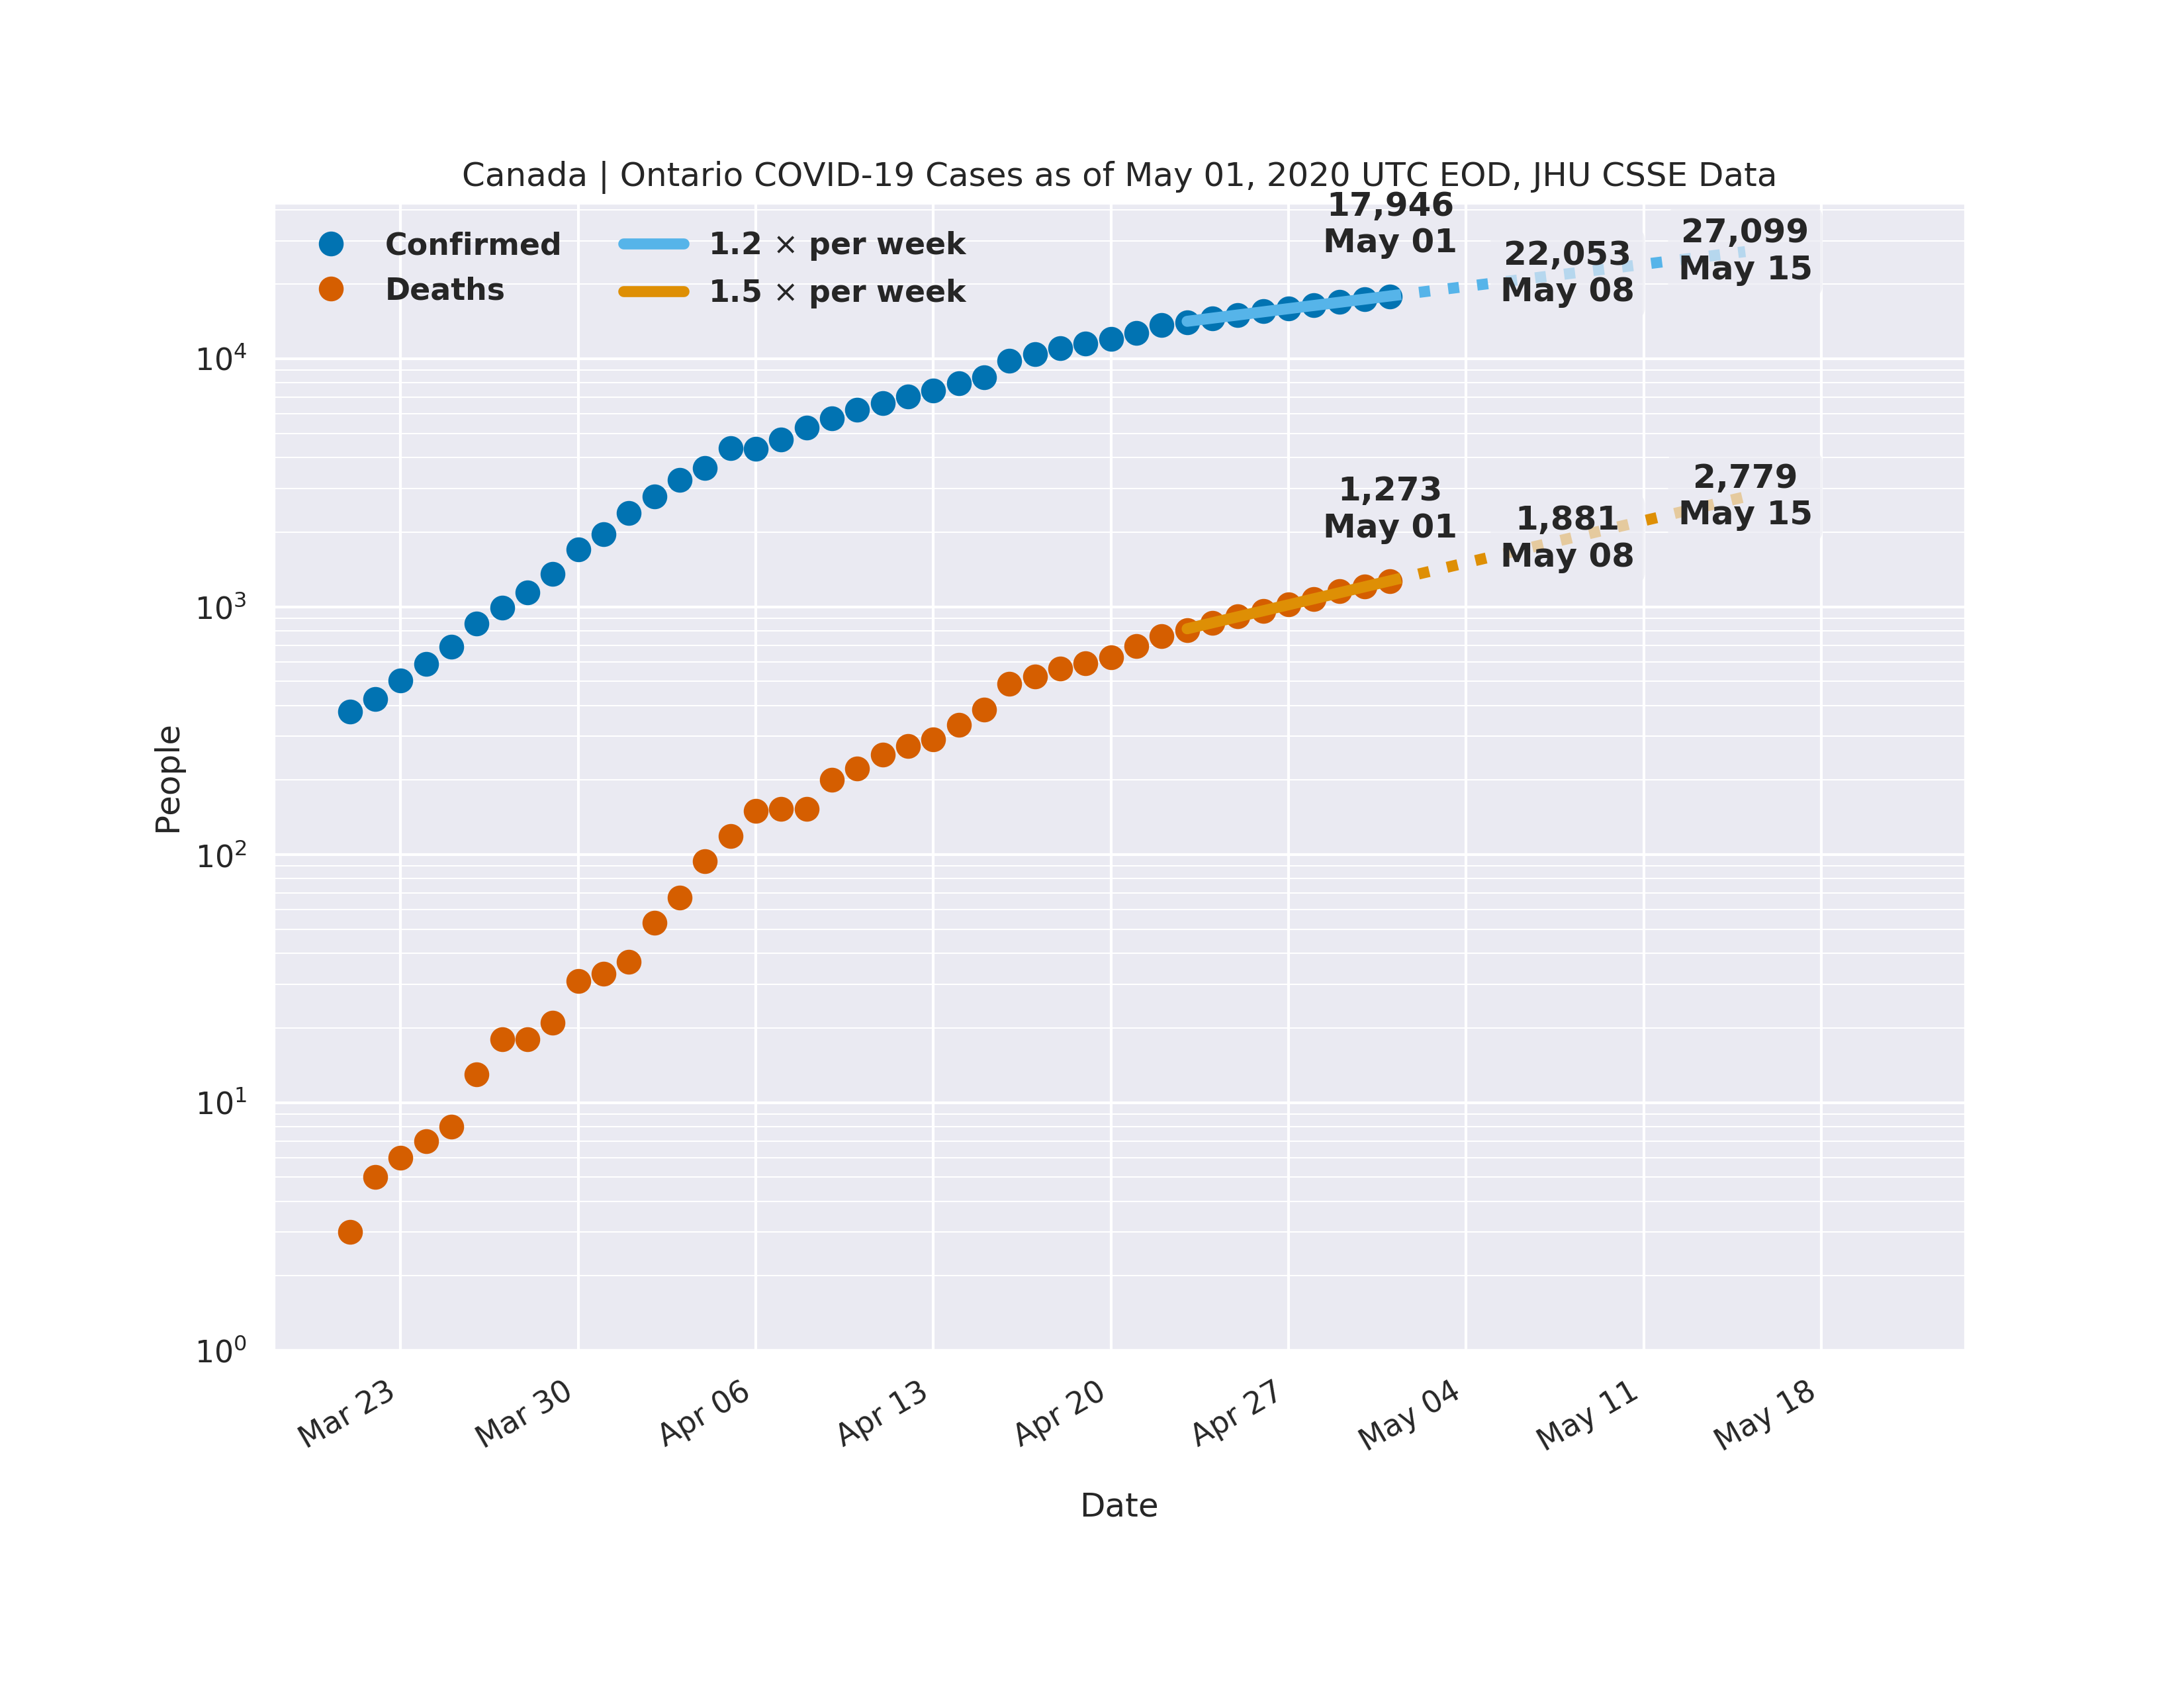 Canada | Ontario COVID-19 Cases as of May 01, 2020 UTC EOD, JHU CSSE Data
Confirmed
Deaths
1.2 × per week
1.5 × per week
17,946
May 01
22,053
May 08
27,099
May 15
1,273
May 01
1,881
May 08
2,779
May 15
People
10⁴
10³
10²
10¹
10⁰
Mar 23
Mar 30
Apr 06
Apr 13
Apr 20
Apr 27
May 04
May 11
May 18
Date